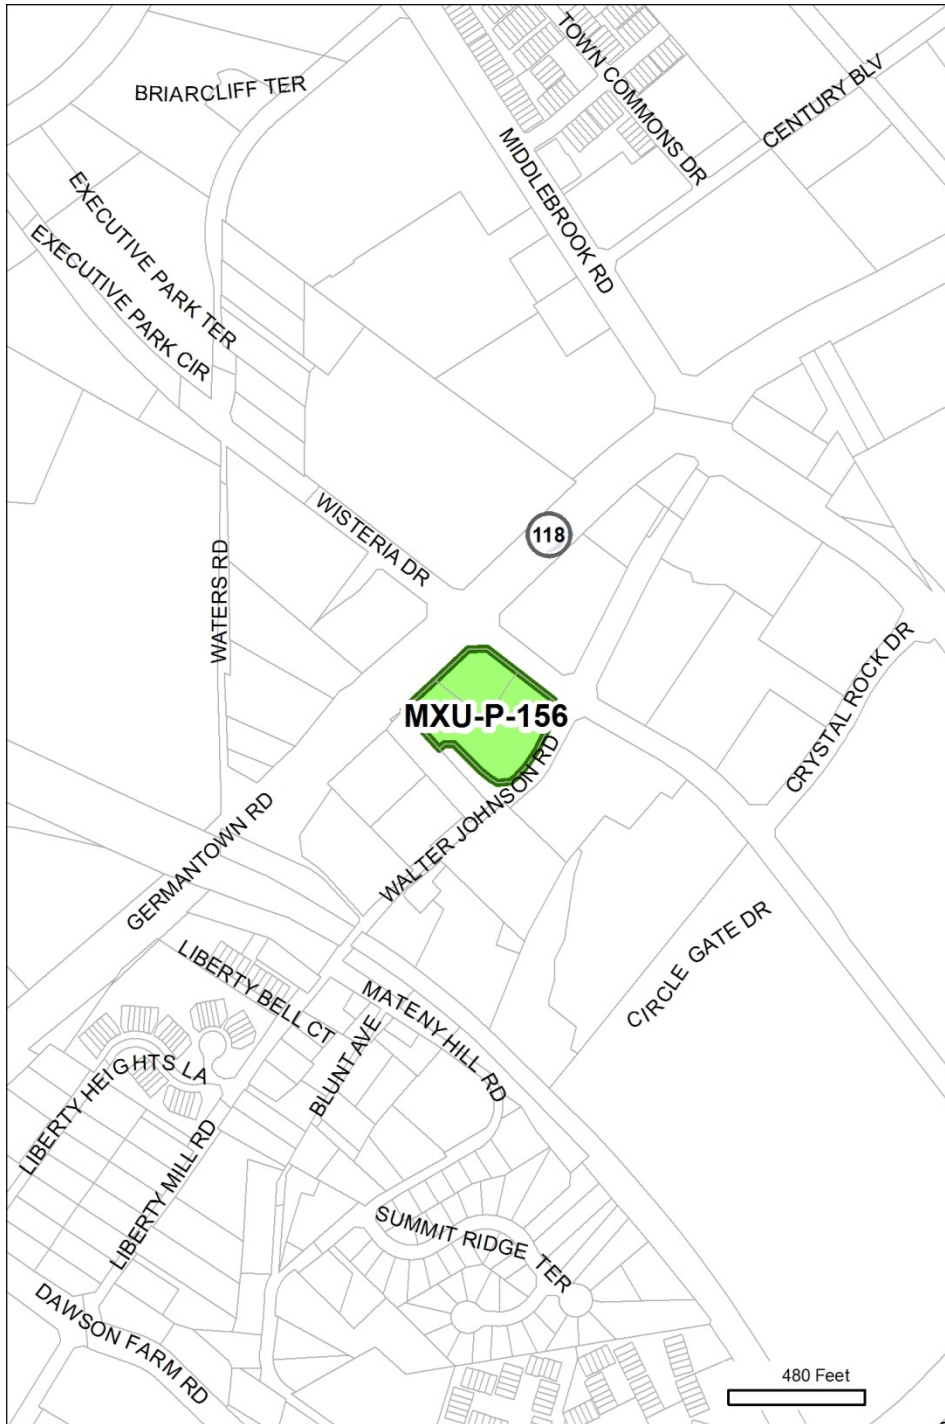 TOWN COMMONS DR
CENTURY BLV
BRIARCLIFF TER
MIDDLEBROOK RD
EXECUTIVE PARK TER
EXECUTIVE PARK CIR
WISTERIA DR
118
WATERS RD
CRYSTAL ROCK DR
MXU-P-156
WALTER JOHNSON RD
GERMANTOWN RD
CIRCLE GATE DR
LIBERTY BELL CT
MATENY HILL RD
BLUNT AVE
LIBERTY HEIGHTS LA
LIBERTY MILL RD
SUMMIT RIDGE TER
DAWSON FARM RD
480 Feet